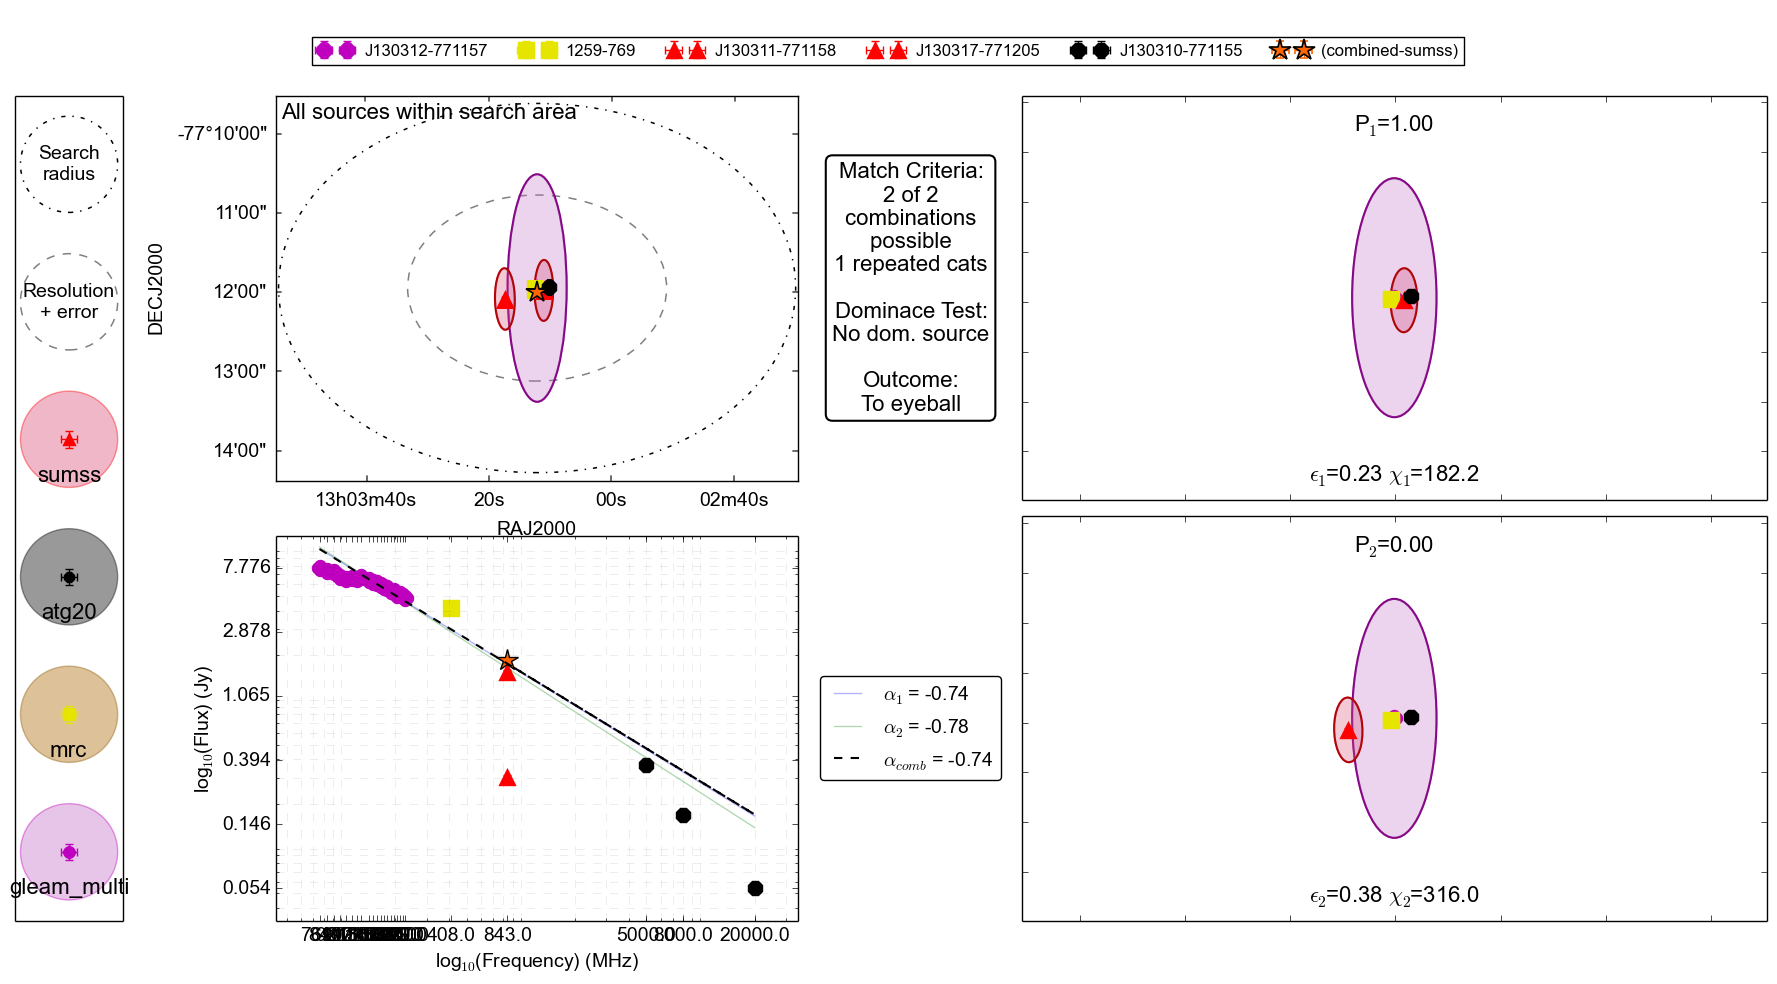 J130312-771157 1259-769 J130311-771158 J130317-771205 J130310-771155 (combined-sumss)
Search
radius
Resolution
+ error
sumss
atg20
mrc
gleam_multi
All sources within search area
DECJ2000
-77°10'00"
11'00"
12'00"
13'00"
14'00"
13h03m40s 20s 00s 02m40s
RAJ2000
Match Criteria:
2 of 2
combinations
possible
1 repeated cats
Dominace Test:
No dom. source
Outcome:
To eyeball
P1=1.00
ϵ1=0.23 χ1=182.2
log10(Flux) (Jy)
7.776
2.878
1.065
0.394
0.146
0.054
408.0 843.0 5000.0 8000.0 20000.0
log10(Frequency) (MHz)
α1 = -0.74
α2 = -0.78
αcomb = -0.74
P2=0.00
ϵ2=0.38 χ2=316.0